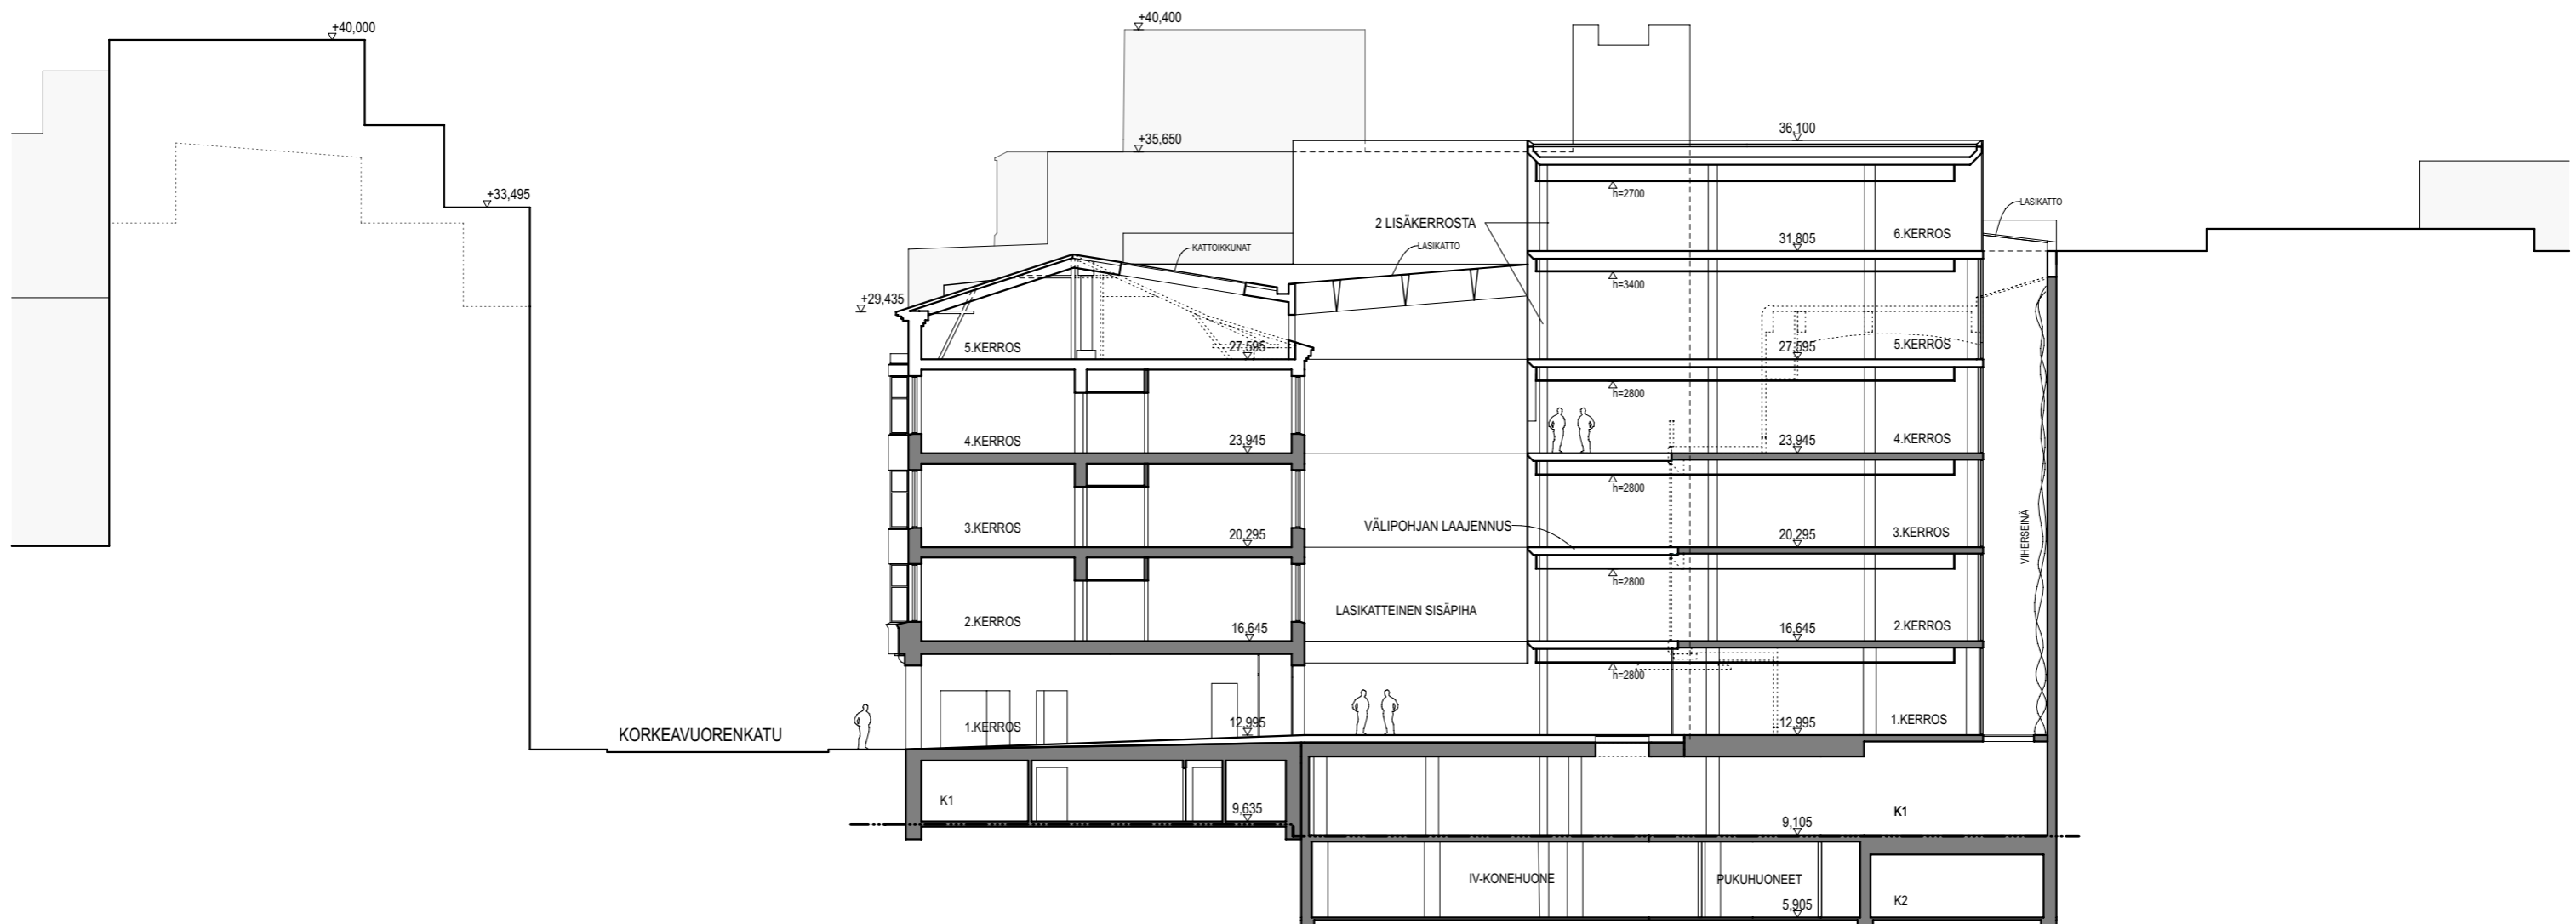 +40,000
+40,400
+35,650
36,100
+33,495
h=2700
LASIKATTO
2 LISÄKERROSTA
KATTOIKKUNAT
LASIKATTO
31,805
6.KERROS
+29,435
h=3400
5.KERROS
27,595
27,595
5.KERROS
h=2800
4.KERROS
23,945
23,945
4.KERROS
h=2800
3.KERROS
20,295
VÄLIPOHJAN LAAJENNUS
20,295
3.KERROS
VIHERSEINÄ
h=2800
2.KERROS
16,645
LASIKATTEINEN SISÄPIHA
16,645
2.KERROS
h=2800
KORKEAVUORENKATU
1.KERROS
12,995
12,995
1.KERROS
K1
9,635
9,105
K1
IV-KONEHUONE
PUKUHUONEET
5,905
K2